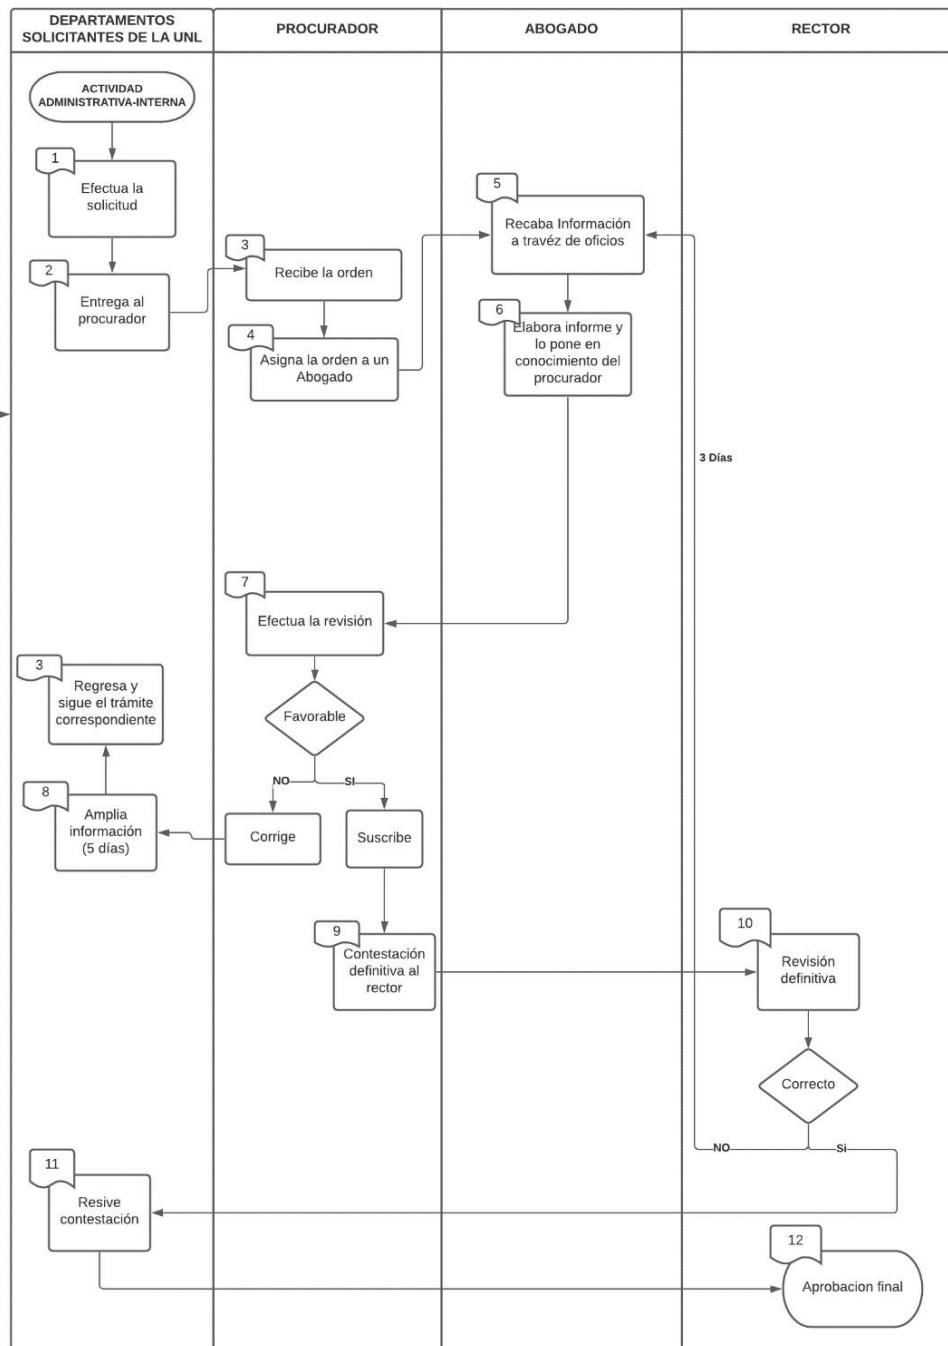 DEPARTAMENTOS
SOLICITANTES DE LA UNL
PROCURADOR
ABOGADO
RECTOR
ACTIVIDAD
ADMINISTRATIVA-INTERNA
1
Efectua la
solicitud
2
Entrega al
procurador
3
Recibe la orden
4
Asigna la orden a un
Abogado
5
Recaba Información
a travéz de oficios
6
Elabora informe y
lo pone en
conocimiento del
procurador
3 Días
7
Efectua la revisión
Favorable
NO
SI
Corrige
Suscribe
3
Regresa y
sigue el trámite
correspondiente
8
Amplia
información
(5 días)
9
Contestación
definitiva al
rector
10
Revisión
definitiva
Correcto
NO
Si
11
Resive
contestación
12
Aprobacion final